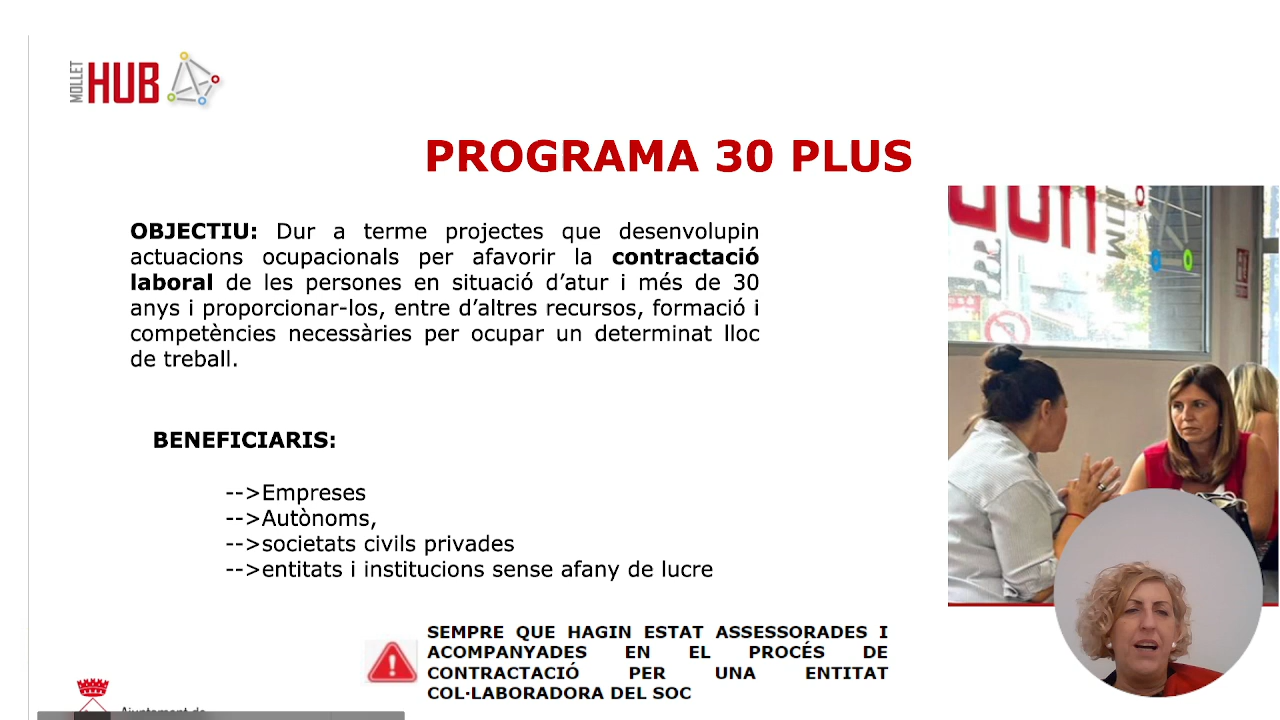 MOLLET HUB
PROGRAMA 30 PLUS
OBJECTIU: Dur a terme projectes que desenvolupin
actuacions ocupacionals per afavorir la contractació
laboral de les persones en situació d’atur i més de 30
anys i proporcionar-los, entre d’altres recursos, formació i
competències necessàries per ocupar un determinat lloc
de treball.
BENEFICIARIS:
-->Empreses
-->Autònoms,
-->societats civils privades
-->entitats i institucions sense afany de lucre
SEMPRE QUE HAGIN ESTAT ASSESSORADES I
ACOMPANYADES EN EL PROCÉS DE
CONTRACTACIÓ PER UNA ENTITAT
COL·LABORADORA DEL SOC